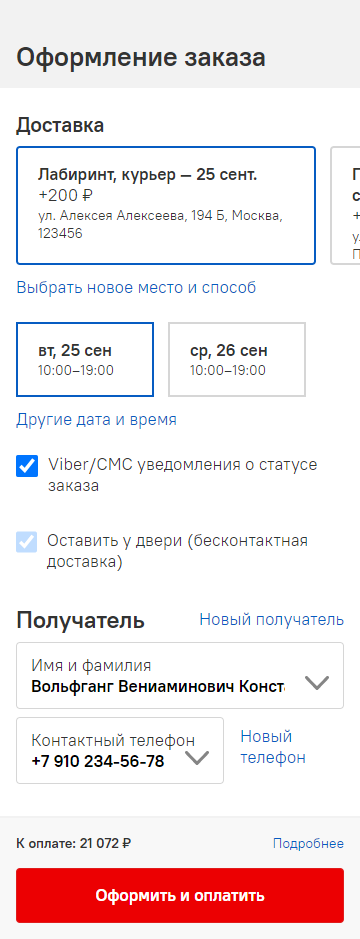 Оформление заказа
Доставка
Лабиринт, курьер — 25 сент.
+200 ₽
ул. Алексея Алексеева, 194 Б, Москва,
123456
Выбрать новое место и способ
вт, 25 сен
10:00–19:00
ср, 26 сен
10:00–19:00
Другие дата и время
Viber/СМС уведомления о статусе
заказа
Оставить у двери (бесконтактная
доставка)
Получатель
Новый получатель
Имя и фамилия
Вольфганг Вениаминович Конст
Контактный телефон
+7 910 234-56-78
Новый
телефон
К оплате: 21 072 ₽
Подробнее
Оформить и оплатить